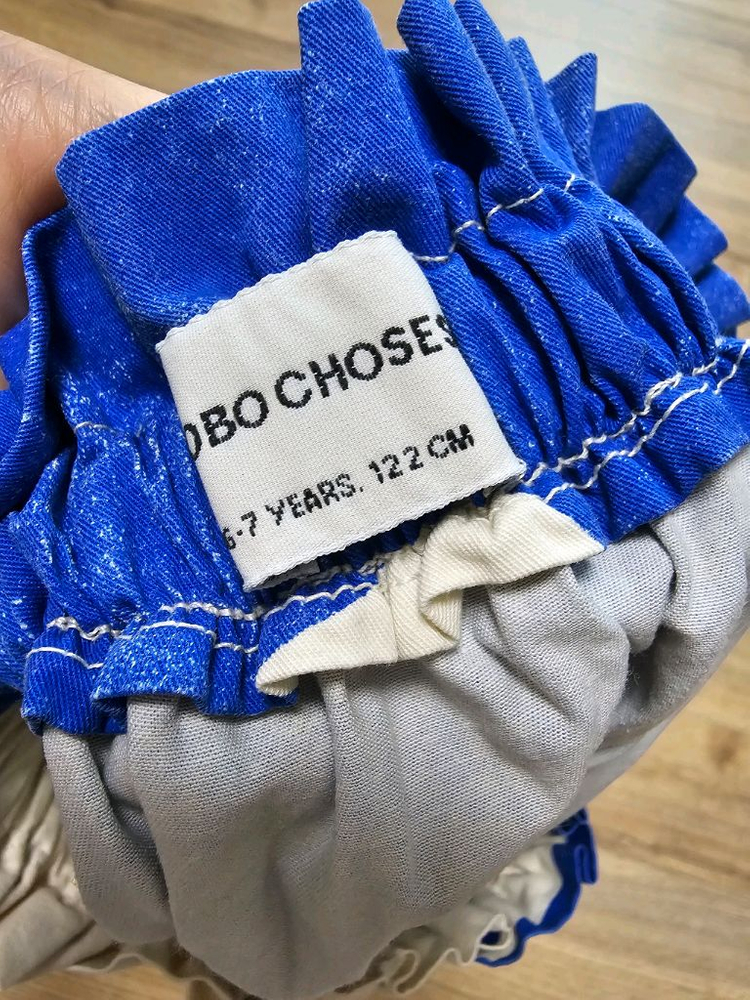 OBO CHOSES
6-7 YEARS. 122 CM